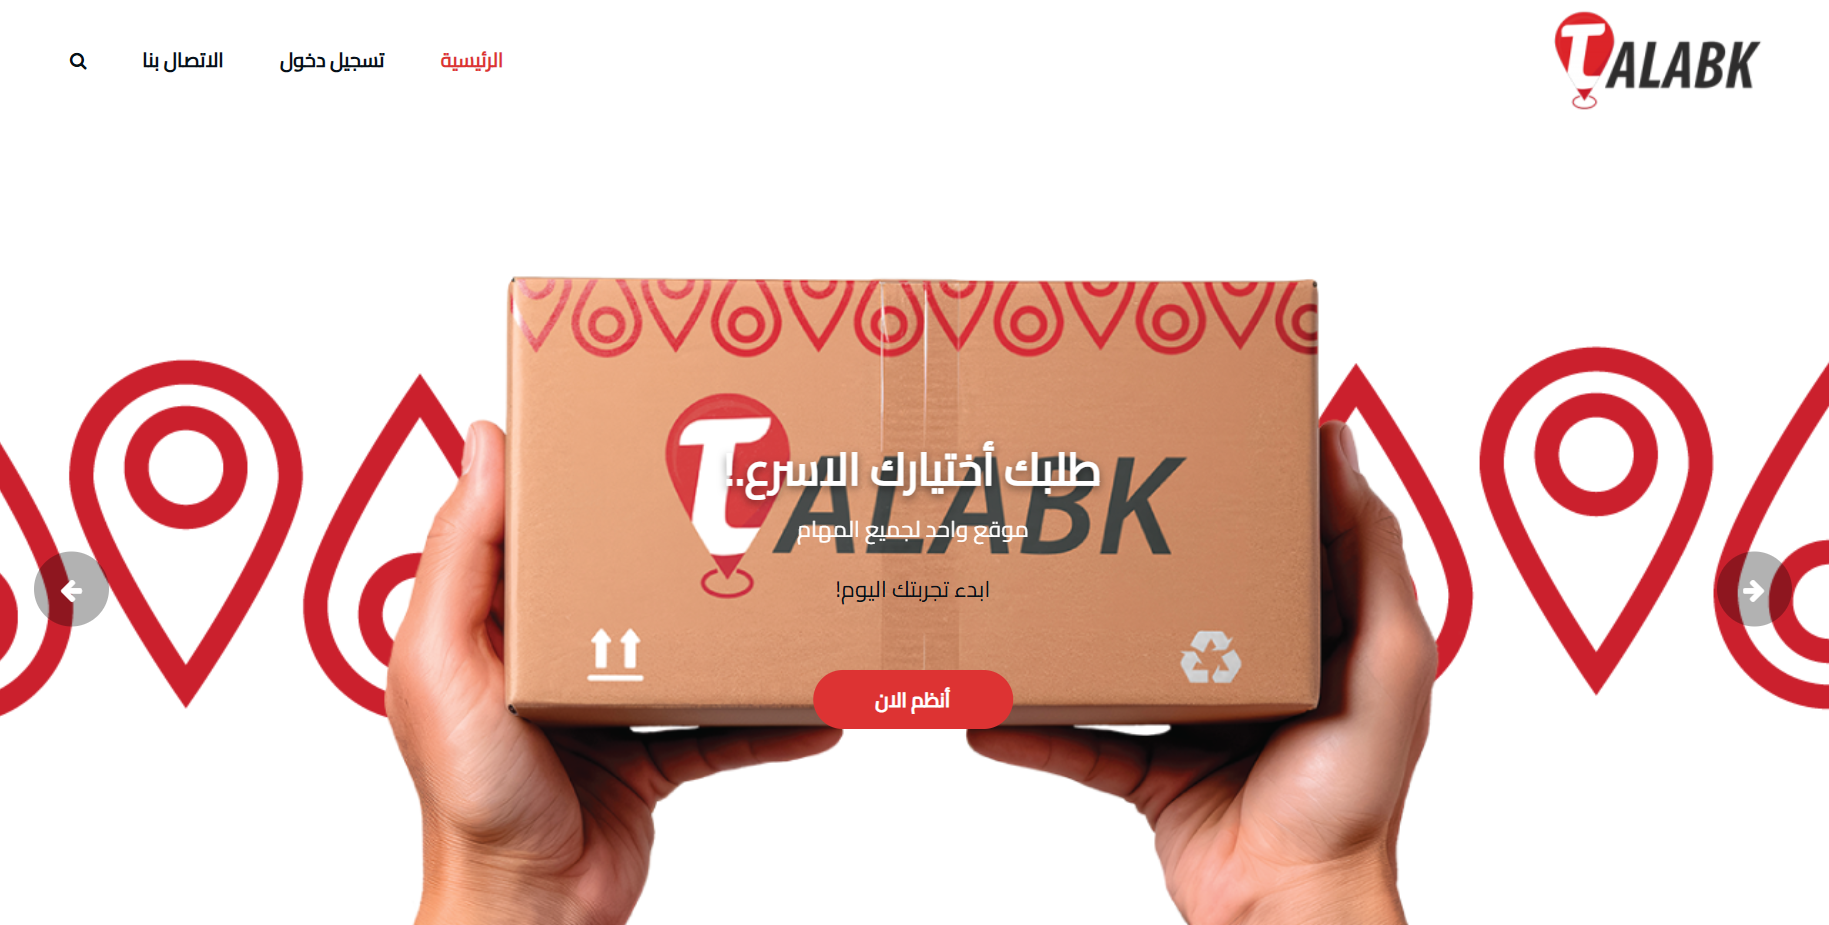 TALABK
الرئيسية
تسجيل دخول
الاتصال بنا
TALABK
طلبك أختيارك الاسرع.!
موقع واحد لجميع المهام
ابدء تجربتك اليوم!
أنظم الان